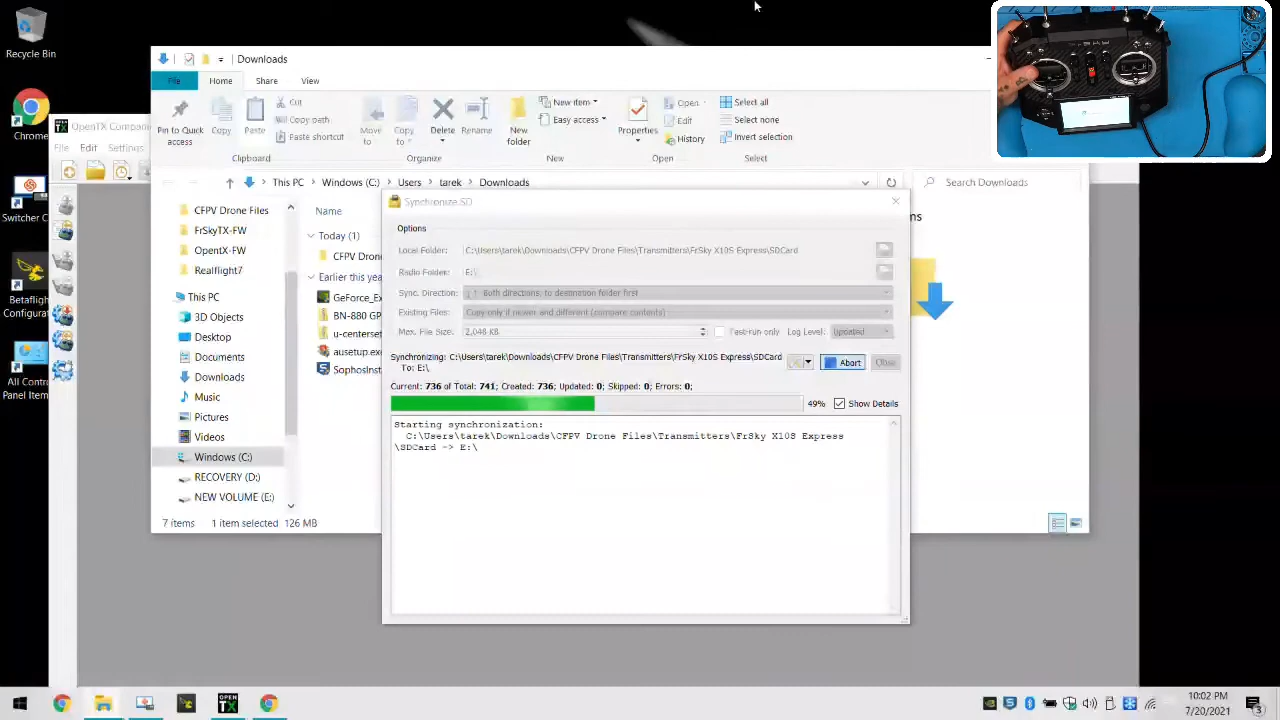 Recycle Bin
Chrome
Switcher C
Betafligh
Configurat
All Control
Panel Items
OpenTX Compani
File Edit Settings
Downloads
File Home Share View
Pin to Quick
access
Copy
Paste
Cut
Copy path
Paste shortcut
Clipboard
Move
to
Copy
to
Delete
Rename
Organize
New
folder
New item
Easy access
New
Properties
Open
Edit
History
Open
Select all
Select none
Invert selection
Select
This PC Windows (C:) Users tarek Downloads
Search Downloads
CFPV Drone Files
FrSkyTX-FW
OpentX-FW
Realflight7
This PC
3D Objects
Desktop
Documents
Downloads
Music
Pictures
Videos
Windows (C:)
RECOVERY (D:)
NEW VOLUME (E:)
Name
Today (1)
CFPV Dron
Earlier this yea
GeForce_Ex
BN-880 GP
u-centerset
ausetup.exe
SophosInst
ms
7 items 1 item selected 126 MB
Synchronize SD
Options
Local Folder: C:\Users\tarek\Downloads\CFPV Drone Files\Transmitters\FrSky X10S Express\SDCard
Radio Folder: E:\
Sync. Direction: Both directions, to destination folder first
Existing Files: Copy only if newer and different (compare contents)
Max. File Size: 2,048 KB Test-run only Log Level: Updated
Synchronizing: C:\Users\tarek\Downloads\CFPV Drone Files\Transmitters\FrSky X10S Express\SDCard
To: E:\
Abort Close
Current: 736 of Total: 741; Created: 736; Updated: 0; Skipped: 0; Errors: 0;
49% Show Details
Starting synchronization:
C:\Users\tarek\Downloads\CFPV Drone Files\Transmitters\FrSky X10S Express
\SDCard -> E:\
OPEN
TX
10:02 PM
7/20/2021
3